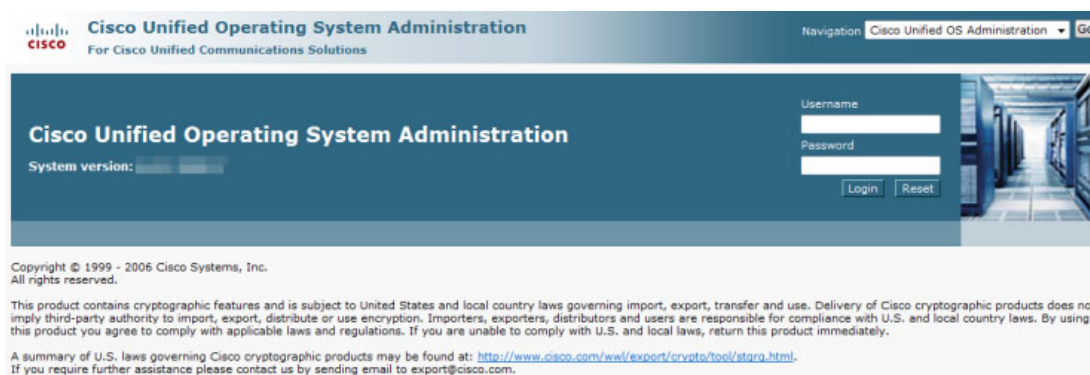 CISCO
Cisco Unified Operating System Administration
For Cisco Unified Communications Solutions
Navigation Cisco Unified OS Administration
Cisco Unified Operating System Administration
System version:
Username
Password
Login Reset
Copyright © 1999 - 2006 Cisco Systems, Inc.
All rights reserved.
This product contains cryptographic features and is subject to United States and local country laws governing import, export, transfer and use. Delivery of Cisco cryptographic products does
imply third-party authority to import, export, distribute or use encryption. Importers, exporters, distributors and users are responsible for compliance with U.S. and local country laws. By using
this product you agree to comply with applicable laws and regulations. If you are unable to comply with U.S. and local laws, return this product immediately.
A summary of U.S. laws governing Cisco cryptographic products may be found at: http://www.cisco.com/wwl/export/crypto/tool/stqrg.html.
If you require further assistance please contact us by sending email to export@cisco.com.